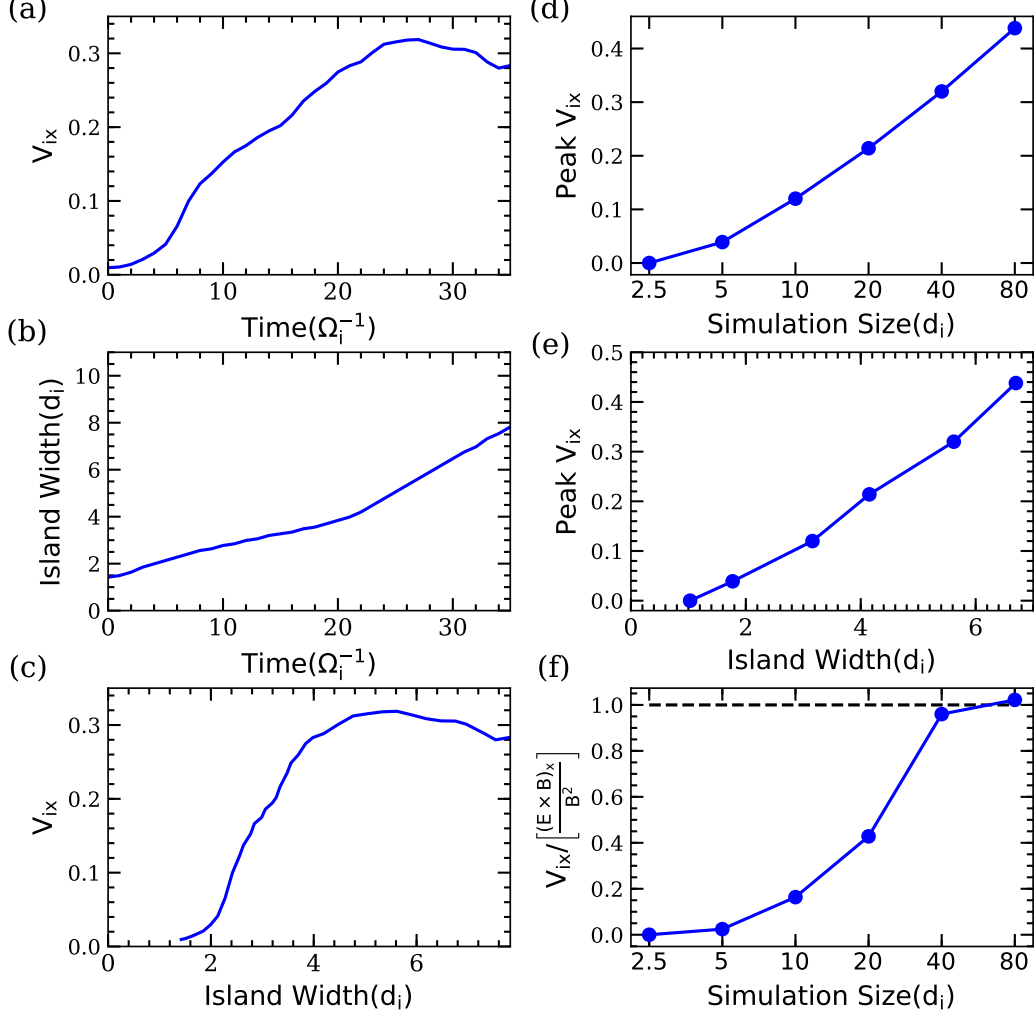 (a)
V_ix
0.3
0.2
0.1
0.0
0 10 20 30
Time(Ω_i^−1)
(b)
Island Width(d_i)
10
8
6
4
2
0
0 10 20 30
Time(Ω_i^−1)
(c)
V_ix
0.3
0.2
0.1
0.0
2 4 6
Island Width(d_i)
(d)
Peak V_ix
0.4
0.3
0.2
0.1
0.0
2.5 5 10 20 40 80
Simulation Size(d_i)
(e)
Peak V_ix
0.5
0.4
0.3
0.2
0.1
0.0
0 2 4 6
Island Width(d_i)
(f)
V_ix/[(E × B)_x/B^2]
1.0
0.8
0.6
0.4
0.2
0.0
2.5 5 10 20 40 80
Simulation Size(d_i)